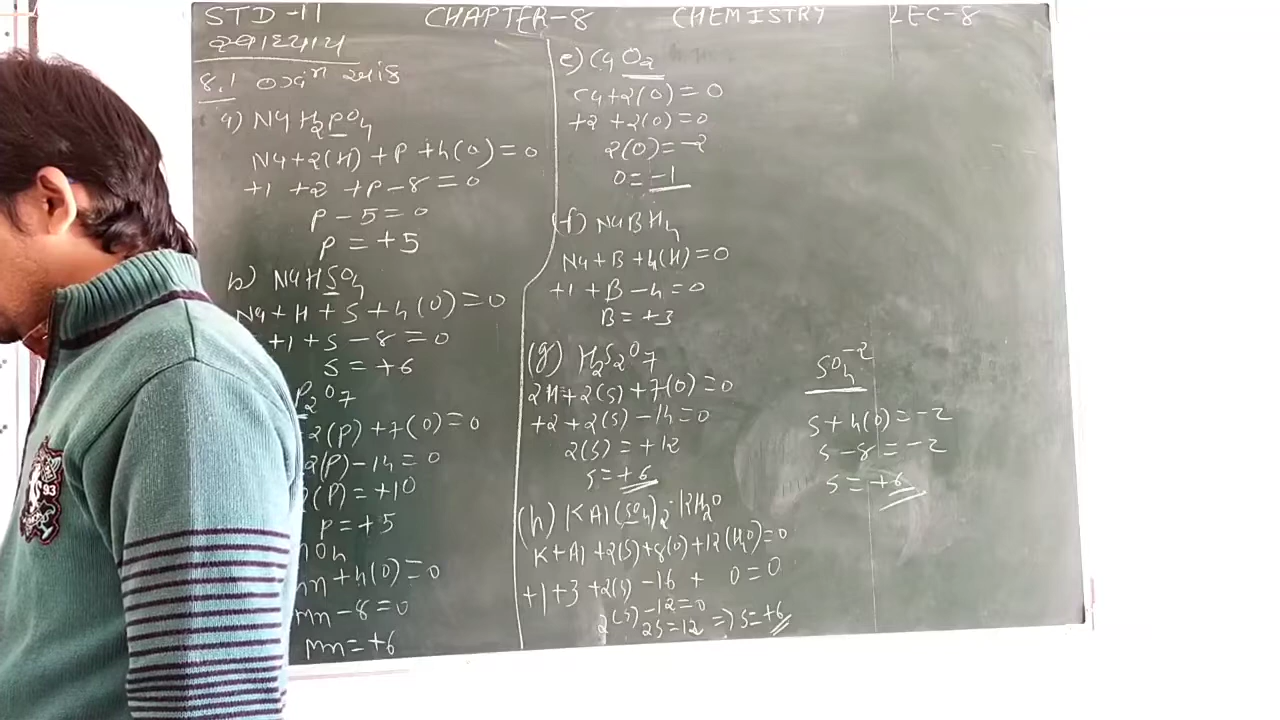 STD-11 CHAPTER-8 CHEMISTRY LEC-8
સ્વાધ્યાય
8.1
a) NaH2PO4
Na+2(H)+P+4(O)=0
+1 +2 +P-8=0
P-5=0
P=+5
b) NaHSO4
Na+H+S+4(O)=0
+1+S-8=0
S=+6
P2O7
2(P)+7(O)=0
2(P)-14=0
2(P)=+10
P=+5
nO4
mn+4(O)=0
mn-8=0
mn=+6
e) CaO2
Ca+2(O)=0
+2+2(O)=0
2(O)=-2
O=-1
(f) NaBH4
Na+B+4(H)=0
+1+B-4=0
B=+3
(g) H2S2O7
2H+2(S)+7(O)=0
+2+2(S)-14=0
2(S)=+12
S=+6
(h) KAl(SO4)2·12H2O
K+Al+2(S)+8(O)+12(H2O)=0
+1+3+2(S)-16+ 0=0
2(S)-12=0
2S=12 ⇒ S=+6
SO4-2
S+4(O)=-2
S-8=-2
S=+6
93